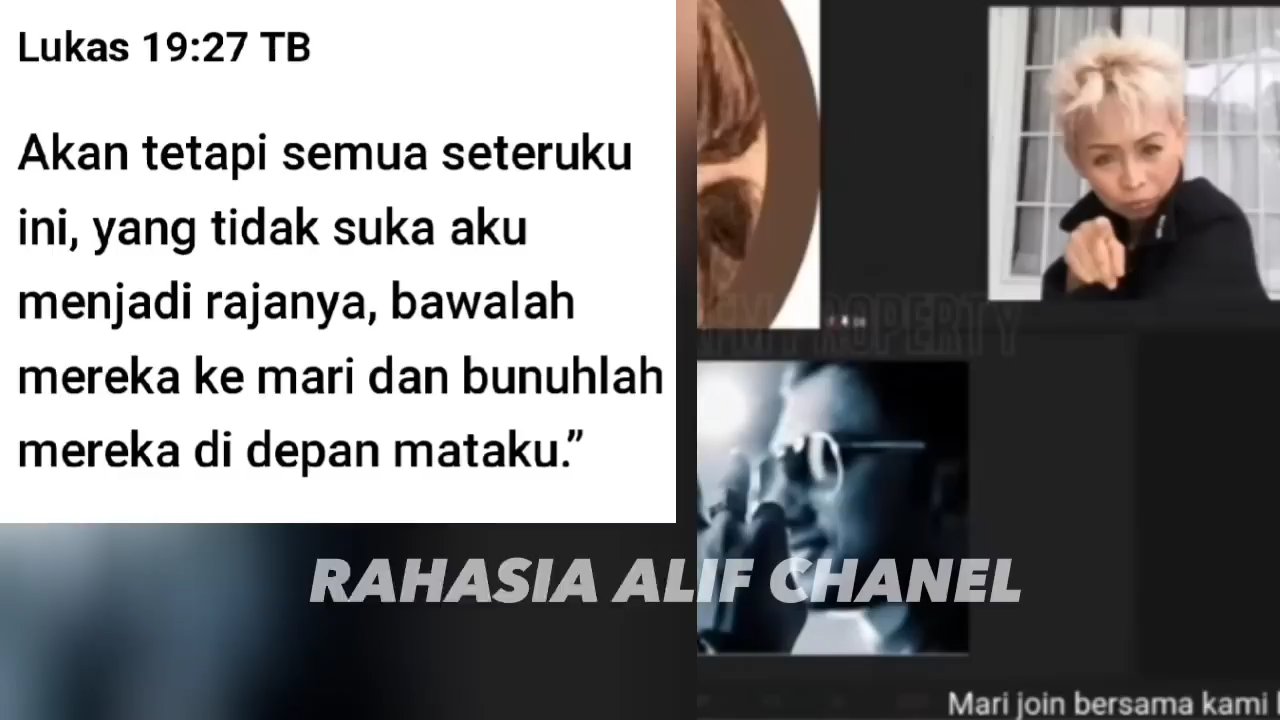 Lukas 19:27 TB
Akan tetapi semua seteruku
ini, yang tidak suka aku
menjadi rajanya, bawalah
mereka ke mari dan bunuhlah
mereka di depan mataku.”
PROPERTY
RAHASIA ALIF CHANEL
Mari join bersama kami